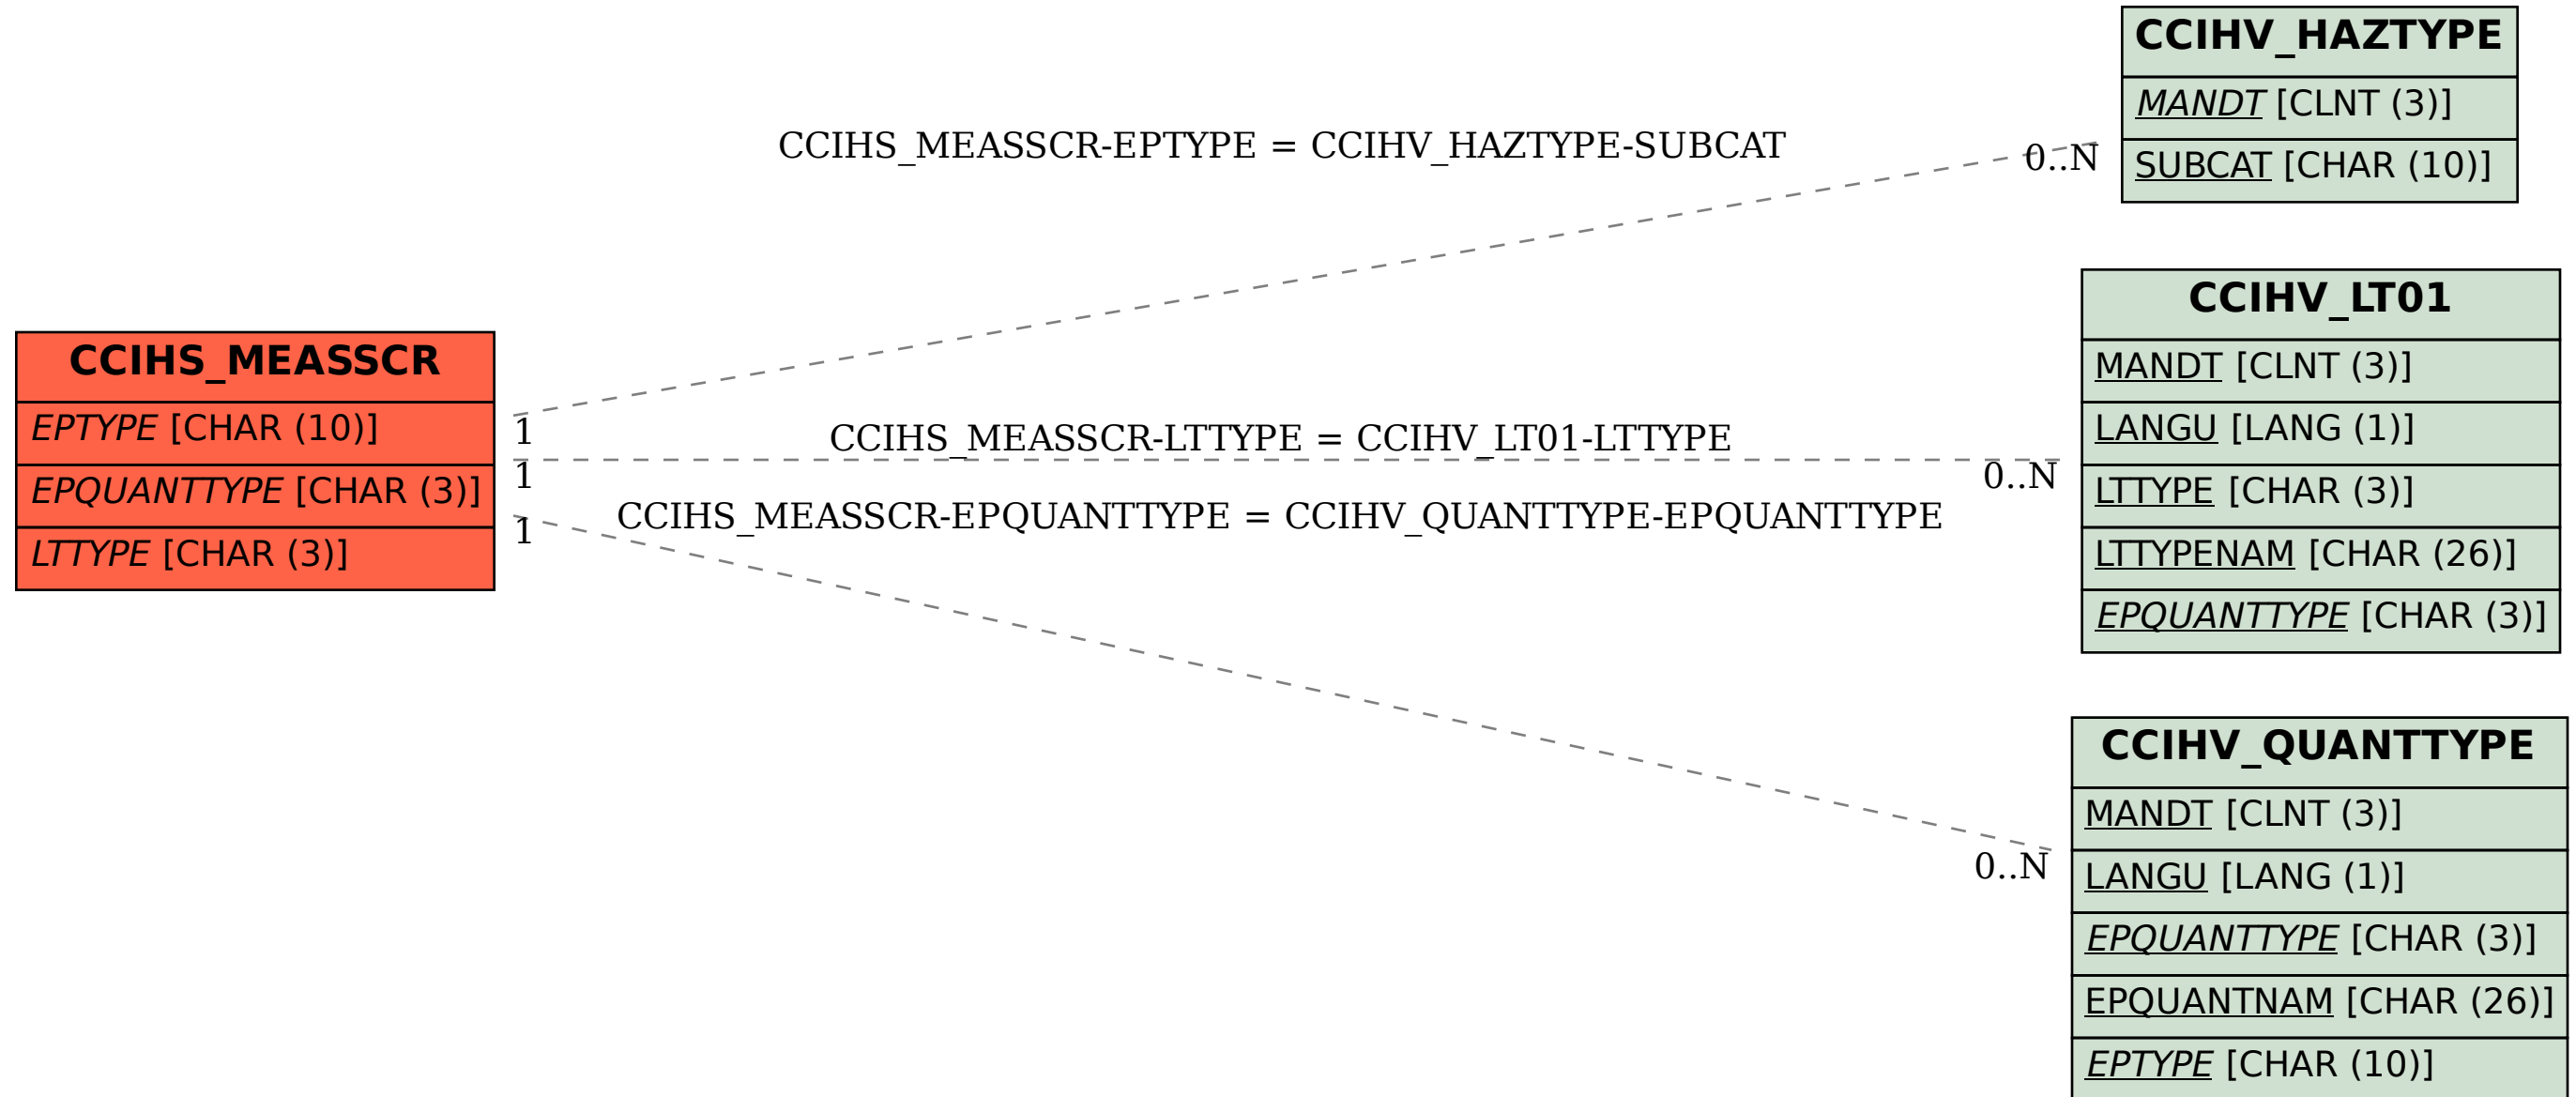 CCIHV_HAZTYPE
MANDT [CLNT (3)]
SUBCAT [CHAR (10)]
CCIHS_MEASSCR-EPTYPE = CCIHV_HAZTYPE-SUBCAT
0..N
CCIHV_LT01
MANDT [CLNT (3)]
LANGU [LANG (1)]
LTTYPE [CHAR (3)]
LTTYPENAM [CHAR (26)]
EPQUANTTYPE [CHAR (3)]
CCIHS_MEASSCR
EPTYPE [CHAR (10)]
EPQUANTTYPE [CHAR (3)]
LTTYPE [CHAR (3)]
1
CCIHS_MEASSCR-LTTYPE = CCIHV_LT01-LTTYPE
1
0..N
CCIHS_MEASSCR-EPQUANTTYPE = CCIHV_QUANTTYPE-EPQUANTTYPE
1
0..N
CCIHV_QUANTTYPE
MANDT [CLNT (3)]
LANGU [LANG (1)]
EPQUANTTYPE [CHAR (3)]
EPQUANTNAM [CHAR (26)]
EPTYPE [CHAR (10)]